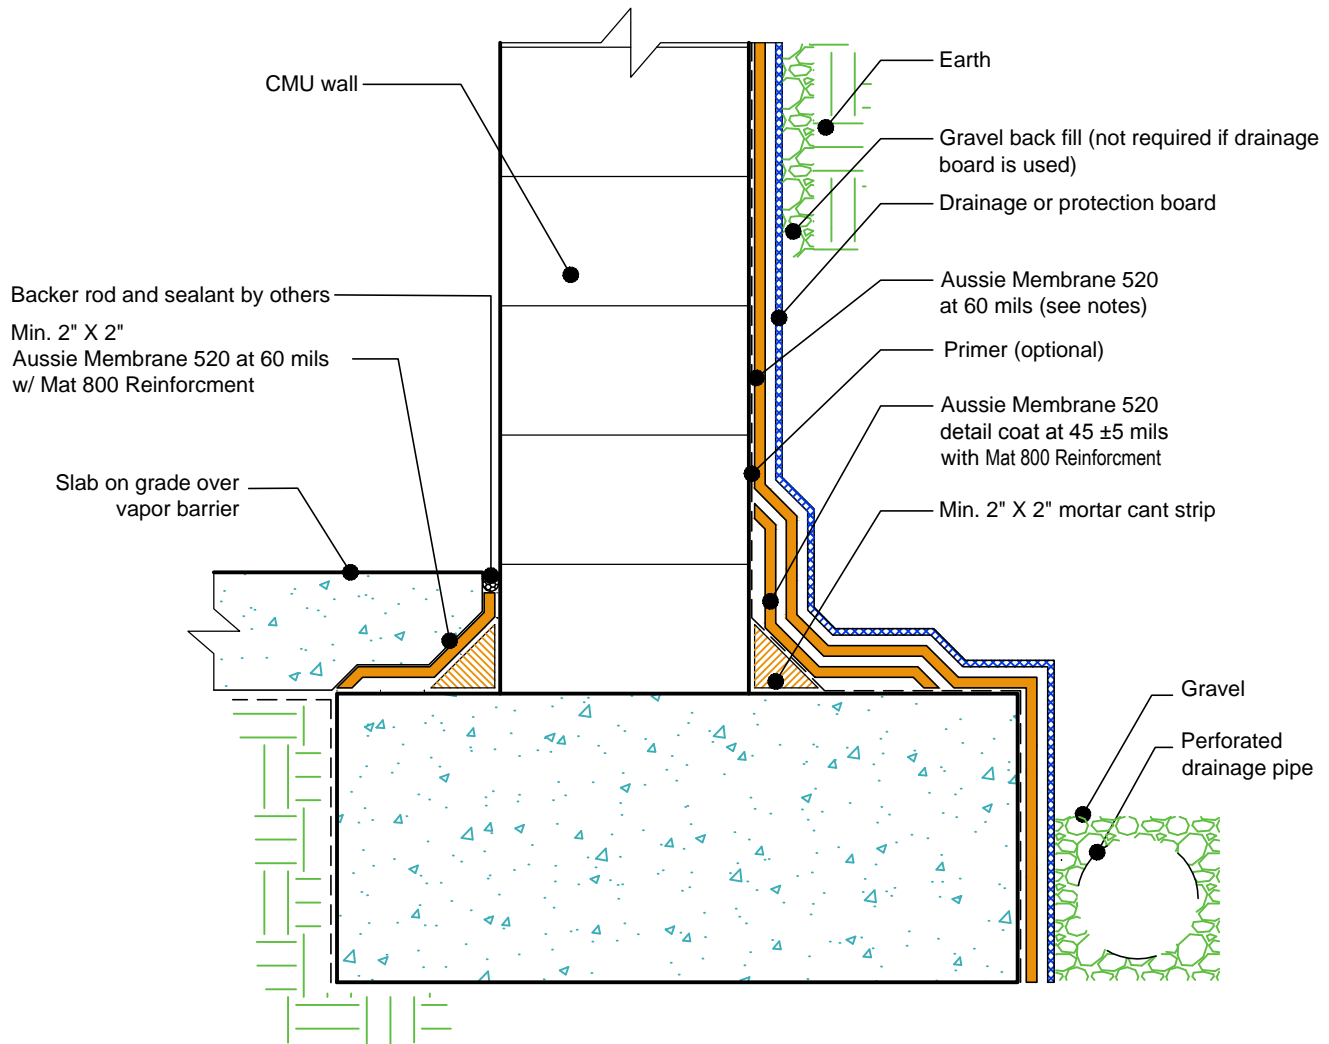 CMU wall
Backer rod and sealant by others
Min. 2" X 2"
Aussie Membrane 520 at 60 mils
w/ Mat 800 Reinforcment
Slab on grade over
vapor barrier
Earth
Gravel back fill (not required if drainage
board is used)
Drainage or protection board
Aussie Membrane 520
at 60 mils (see notes)
Primer (optional)
Aussie Membrane 520
detail coat at 45 ±5 mils
with Mat 800 Reinforcment
Min. 2" X 2" mortar cant strip
Gravel
Perforated
drainage pipe